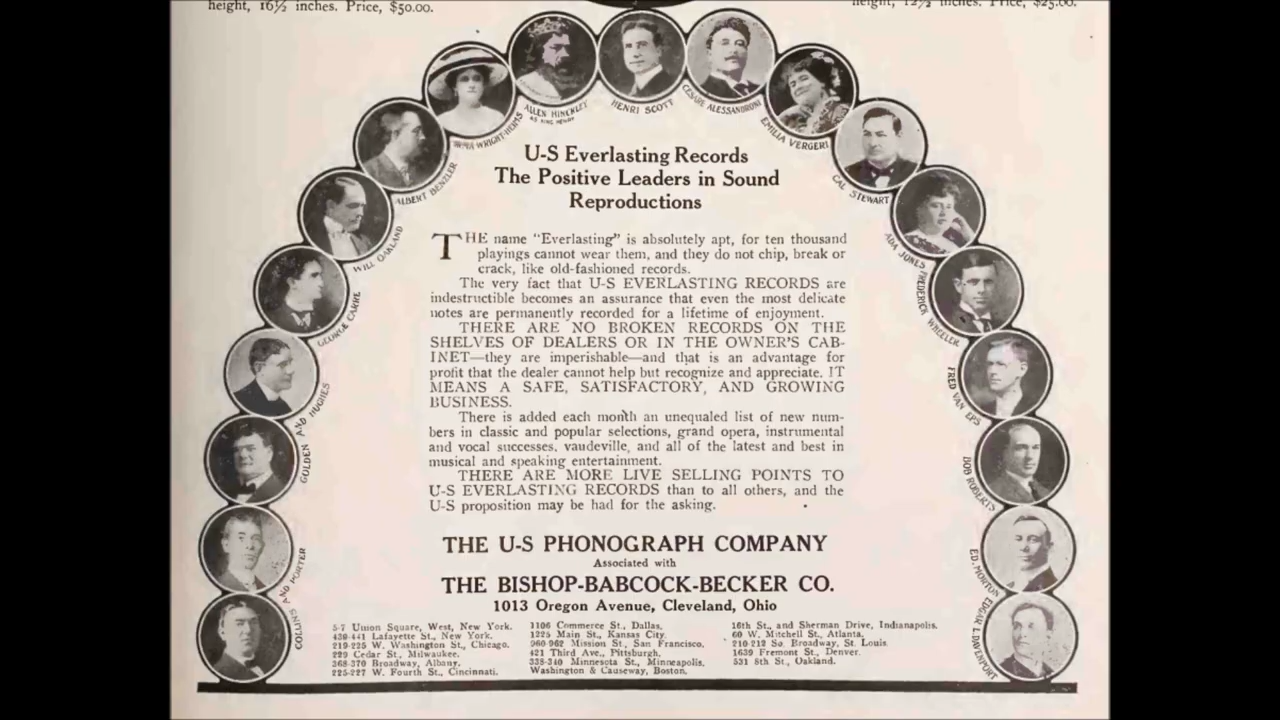 height, 16½ inches. Price, $50.00.
height, 12½ inches. Price, $25.00.
COLLINS AND PORTER
GOLDEN AND HUGHES
GEORGE CARRE
WILL OAKLAND
ALBERT BENZLER
IRMA WRIGHT-HEMS
ALLEN HINCKLEY
AS KING HENRY
HENRI SCOTT
CESARE ALESSANDRONI
EMILIA VERGERI
CAL STEWART
ADA JONES
FREDERICK WHEELER
FRED VAN EPS
BOB ROBERTS
ED. MORTON
EDGAR L DAVENPORT
U-S Everlasting Records
The Positive Leaders in Sound
Reproductions
THE name "Everlasting" is absolutely apt, for ten thousand
playings cannot wear them, and they do not chip, break or
crack, like old-fashioned records.
The very fact that U-S EVERLASTING RECORDS are
indestructible becomes an assurance that even the most delicate
notes are permanently recorded for a lifetime of enjoyment.
THERE ARE NO BROKEN RECORDS ON THE
SHELVES OF DEALERS OR IN THE OWNER'S CAB-
INET—they are imperishable—and that is an advantage for
profit that the dealer cannot help but recognize and appreciate. IT
MEANS A SAFE, SATISFACTORY, AND GROWING
BUSINESS.
There is added each month an unequaled list of new num-
bers in classic and popular selections, grand opera, instrumental
and vocal successes, vaudeville, and all of the latest and best in
musical and speaking entertainment.
THERE ARE MORE LIVE SELLING POINTS TO
U-S EVERLASTING RECORDS than to all others, and the
U-S proposition may be had for the asking.
THE U-S PHONOGRAPH COMPANY
Associated with
THE BISHOP-BABCOCK-BECKER CO.
1013 Oregon Avenue, Cleveland, Ohio
5-7 Union Square, West, New York.
439-441 Lafayette St., New York.
219-225 W. Washington St., Chicago.
229 Cedar St., Milwaukee.
368-370 Broadway, Albany.
225-227 W. Fourth St., Cincinnati.
1106 Commerce St., Dallas.
1225 Main St., Kansas City.
960-962 Mission St., San Francisco.
421 Third Ave., Pittsburgh.
338-340 Minnesota St., Minneapolis.
Washington & Causeway, Boston.
16th St., and Sherman Drive, Indianapolis.
60 W. Mitchell St., Atlanta.
210-212 So. Broadway, St. Louis
1639 Fremont St., Denver.
531 8th St., Oakland.